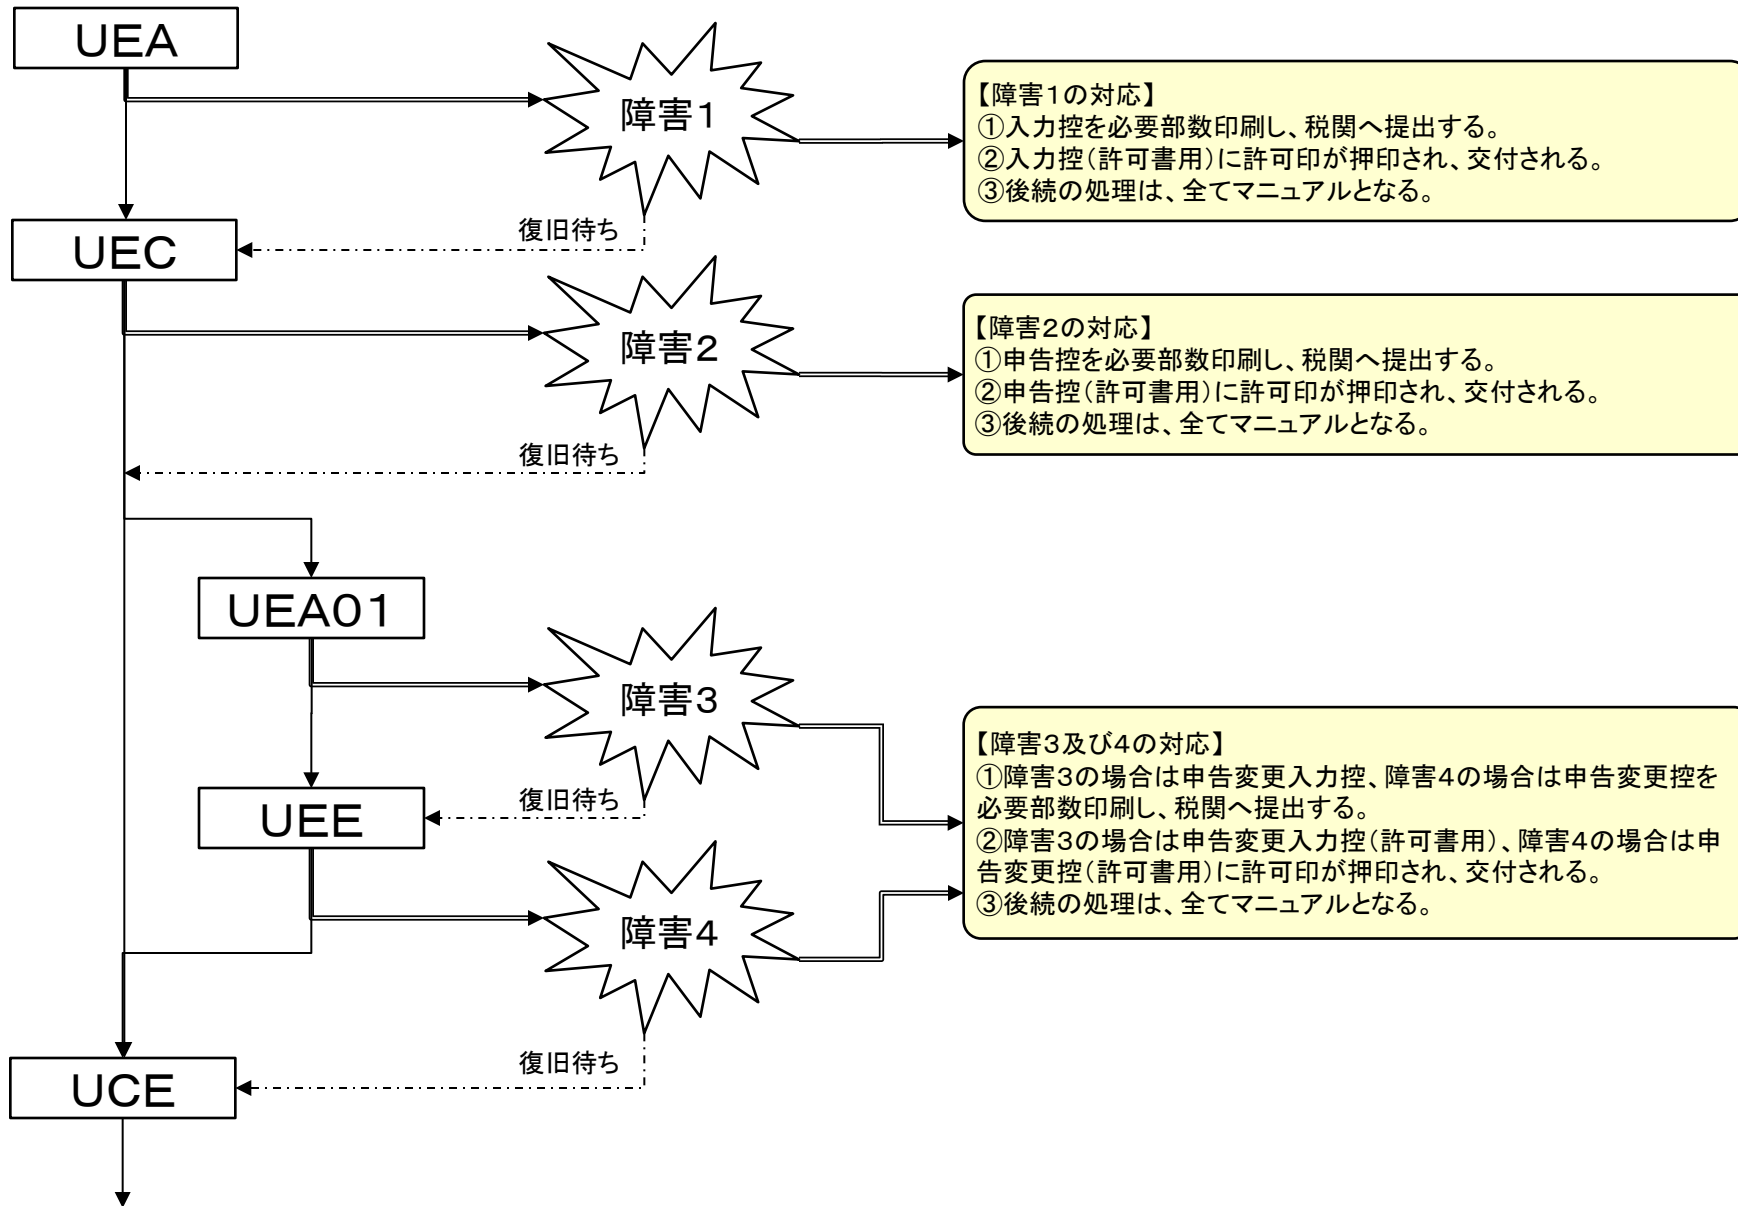 UEA
障害1
【障害1の対応】
①入力控を必要部数印刷し、税関へ提出する。
②入力控(許可書用)に許可印が押印され、交付される。
③後続の処理は、全てマニュアルとなる。
復旧待ち
UEC
障害2
【障害2の対応】
①申告控を必要部数印刷し、税関へ提出する。
②申告控(許可書用)に許可印が押印され、交付される。
③後続の処理は、全てマニュアルとなる。
復旧待ち
UEA01
障害3
【障害3及び4の対応】
①障害3の場合は申告変更入力控、障害4の場合は申告変更控を
必要部数印刷し、税関へ提出する。
②障害3の場合は申告変更入力控(許可書用)、障害4の場合は申
告変更控(許可書用)に許可印が押印され、交付される。
③後続の処理は、全てマニュアルとなる。
復旧待ち
UEE
障害4
復旧待ち
UCE